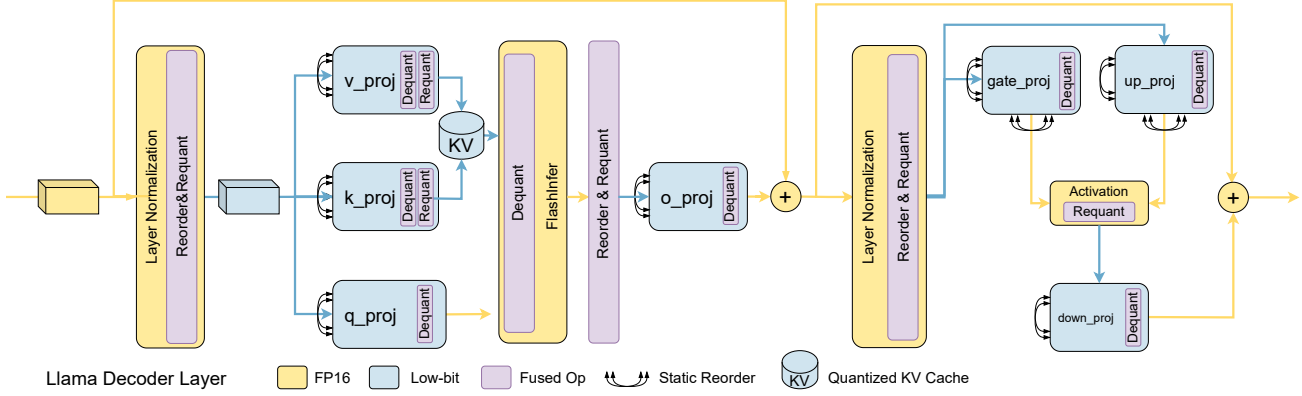 Layer Normalization
Reorder&Requant
v_proj
Dequant
Requant
k_proj
Dequant
Requant
q_proj
Dequant
KV
Dequant
FlashInfer
Reorder & Requant
o_proj
Dequant
+
Layer Normalization
Reorder & Requant
gate_proj
Dequant
up_proj
Dequant
Activation
Requant
down_proj
Dequant
+
Llama Decoder Layer
FP16
Low-bit
Fused Op
Static Reorder
KV
Quantized KV Cache